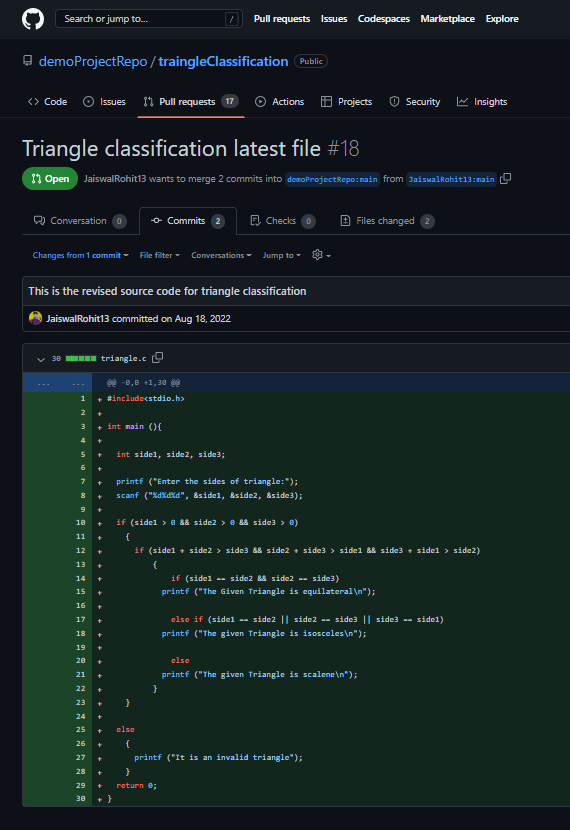 Search or jump to... /
Pull requests Issues Codespaces Marketplace Explore
demoProjectRepo / traingleClassification Public
Code Issues Pull requests 17 Actions Projects Security Insights
Triangle classification latest file #18
Open JaiswalRohit13 wants to merge 2 commits into demoProjectRepo:main from JaiswalRohit13:main
Conversation 0 Commits 2 Checks 0 Files changed 2
Changes from 1 commit File filter Conversations Jump to
This is the revised source code for triangle classification
JaiswalRohit13 committed on Aug 18, 2022
30 triangle.c
... ... @@ -0,0 +1,30 @@
1 + #include<stdio.h>
2 +
3 + int main (){
4 +
5 + int side1, side2, side3;
6 +
7 + printf ("Enter the sides of triangle:");
8 + scanf ("%d%d%d", &side1, &side2, &side3);
9 +
10 + if (side1 > 0 && side2 > 0 && side3 > 0)
11 + {
12 + if (side1 + side2 > side3 && side2 + side3 > side1 && side3 + side1 > side2)
13 + {
14 + if (side1 == side2 && side2 == side3)
15 + printf ("The Given Triangle is equilateral\n");
16 +
17 + else if (side1 == side2 || side2 == side3 || side3 == side1)
18 + printf ("The given Triangle is isosceles\n");
19 +
20 + else
21 + printf ("The given Triangle is scalene\n");
22 + }
23 + }
24 +
25 + else
26 + {
27 + printf ("It is an invalid triangle");
28 + }
29 + return 0;
30 + }